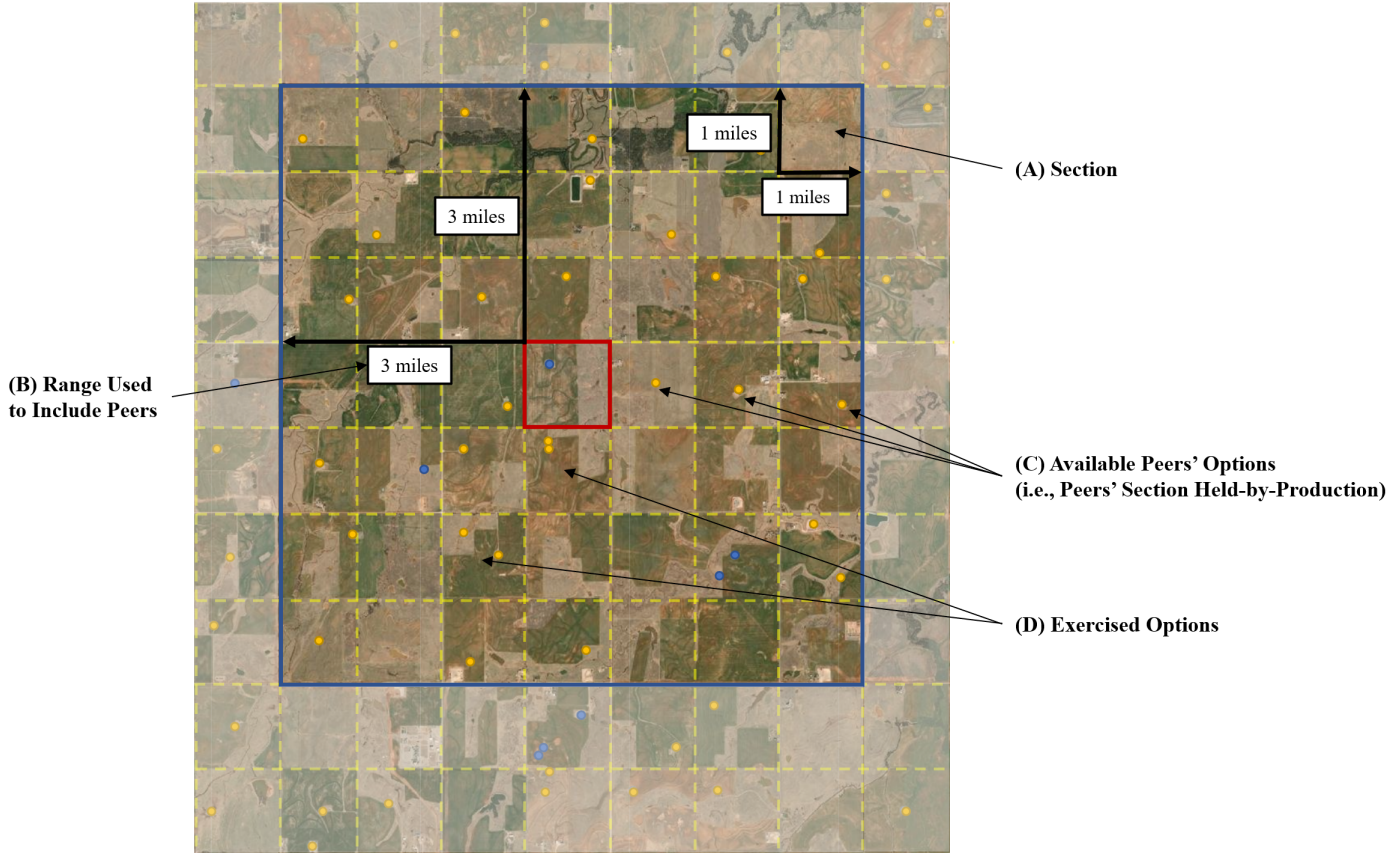 1 miles
(A) Section
1 miles
3 miles
3 miles
(B) Range Used
to Include Peers
(C) Available Peers’ Options
(i.e., Peers’ Section Held-by-Production)
(D) Exercised Options